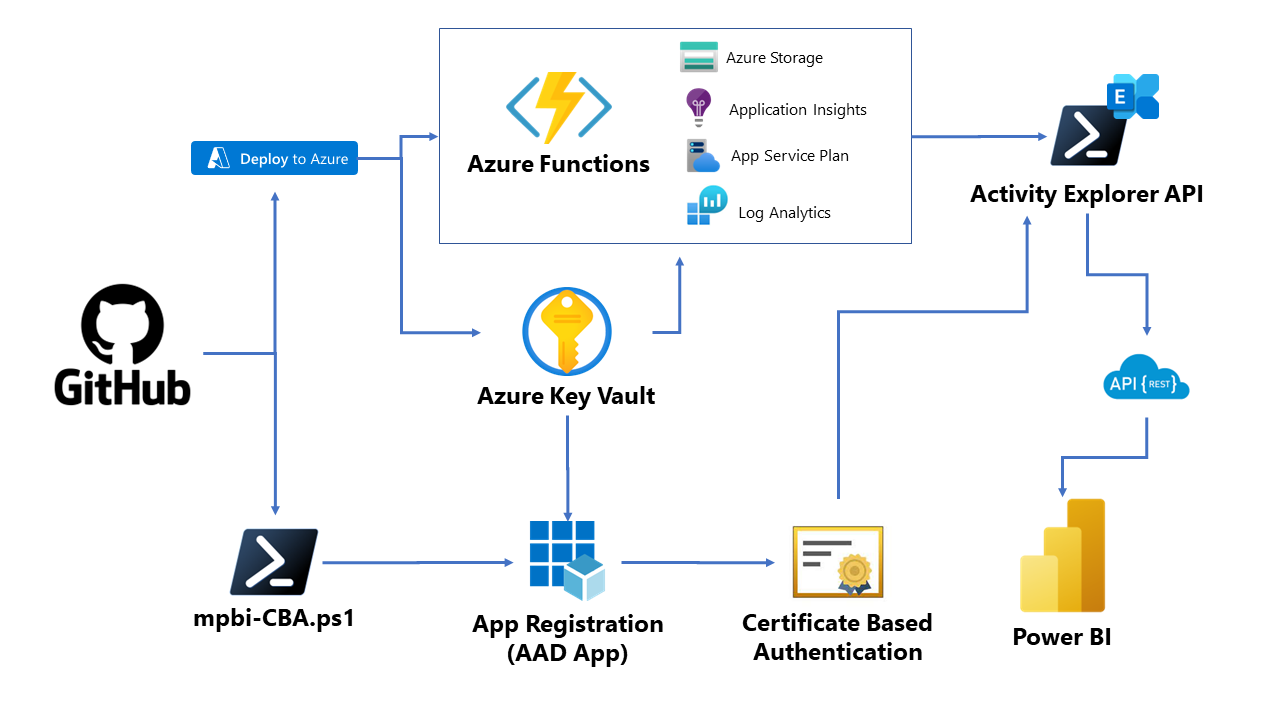 Azure Storage
Application Insights
Azure Functions
App Service Plan
Log Analytics
Deploy to Azure
E
Activity Explorer API
GitHub
Azure Key Vault
API {REST}
mpbi-CBA.ps1
App Registration
(AAD App)
Certificate Based
Authentication
Power BI